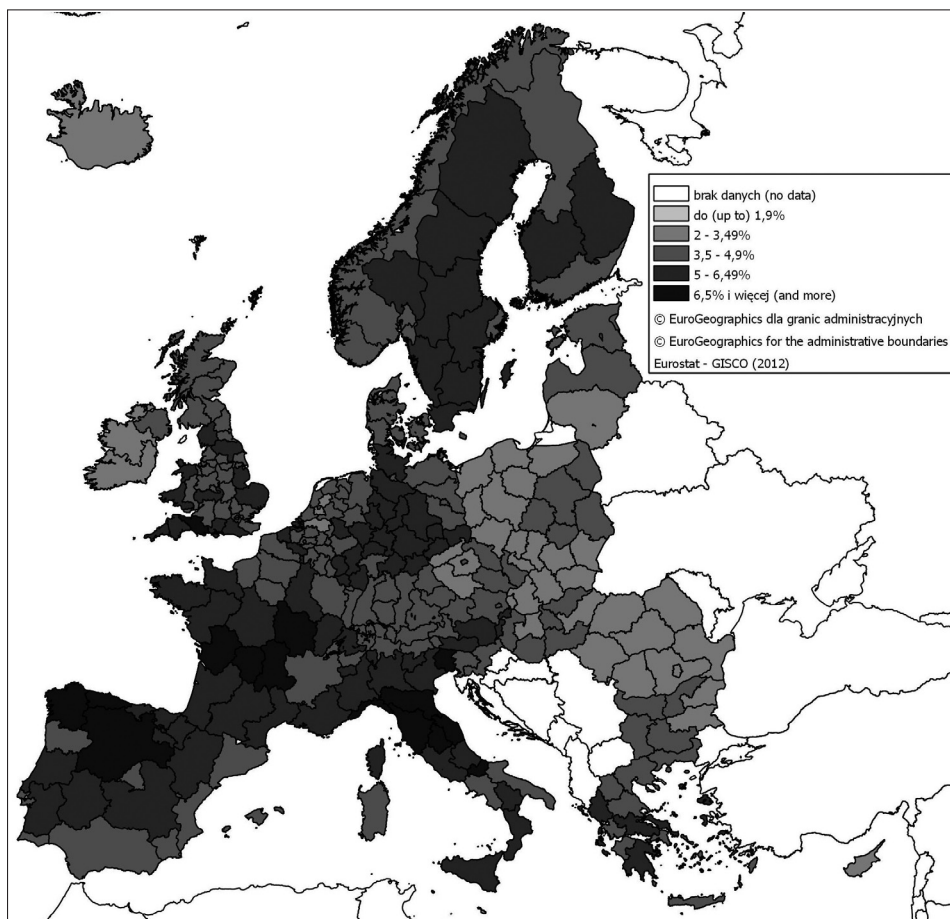 brak danych (no data)
do (up to) 1,9%
2 - 3,49%
3,5 - 4,9%
5 - 6,49%
6,5% i więcej (and more)
© EuroGeographics dla granic administracyjnych
© EuroGeographics for the administrative boundaries
Eurostat - GISCO (2012)